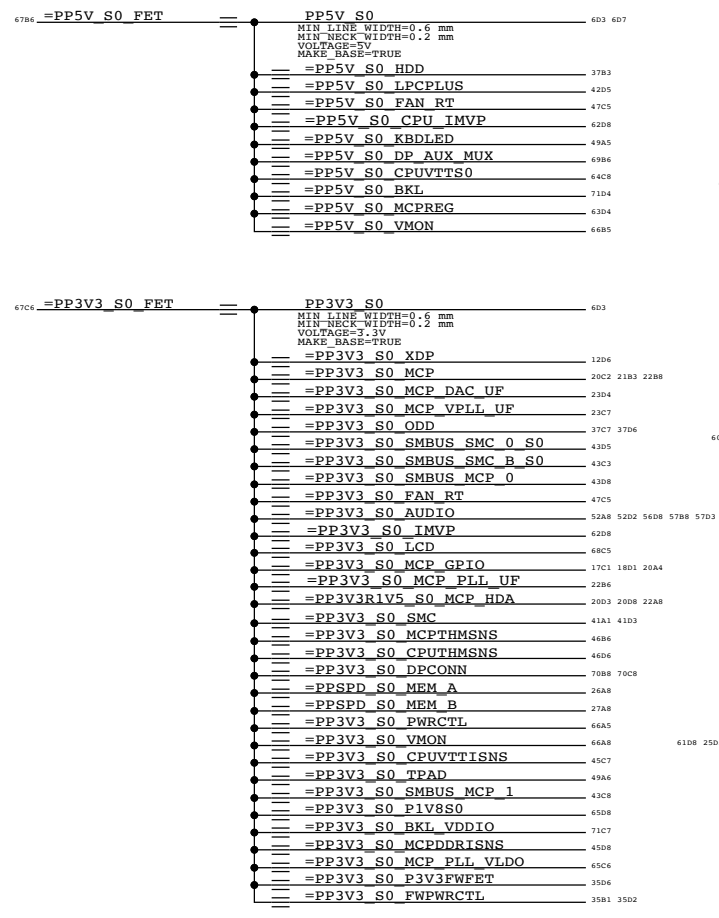 67B6 =PP5V_S0_FET PP5V_S0 6D3 6D7
MIN_LINE_WIDTH=0.6 mm
MIN_NECK_WIDTH=0.2 mm
VOLTAGE=5V
MAKE_BASE=TRUE
=PP5V_S0_HDD 37B3
=PP5V_S0_LPCPLUS 42D5
=PP5V_S0_FAN_RT 47C5
=PP5V_S0_CPU_IMVP 62D8
=PP5V_S0_KBDLED 49A5
=PP5V_S0_DP_AUX_MUX 69B6
=PP5V_S0_CPUVTTS0 64C8
=PP5V_S0_BKL 71D4
=PP5V_S0_MCPREG 63D4
=PP5V_S0_VMON 66B5
67C6 =PP3V3_S0_FET PP3V3_S0 6D3
MIN_LINE_WIDTH=0.6 mm
MIN_NECK_WIDTH=0.2 mm
VOLTAGE=3.3V
MAKE_BASE=TRUE
=PP3V3_S0_XDP 12D6
=PP3V3_S0_MCP 20C2 21B3 22B8
=PP3V3_S0_MCP_DAC_UF 23D4
=PP3V3_S0_MCP_VPLL_UF 23C7
=PP3V3_S0_ODD 37C7 37D6
=PP3V3_S0_SMBUS_SMC_0_S0 43D5
=PP3V3_S0_SMBUS_SMC_B_S0 43C3
=PP3V3_S0_SMBUS_MCP_0 43D8
=PP3V3_S0_FAN_RT 47C5
=PP3V3_S0_AUDIO 52A8 52D2 56D8 57B8 57D3
=PP3V3_S0_IMVP 62D8
=PP3V3_S0_LCD 68C5
=PP3V3_S0_MCP_GPIO 17C1 18D1 20A4
=PP3V3_S0_MCP_PLL_UF 22B6
=PP3V3R1V5_S0_MCP_HDA 20D3 20D8 22A8
=PP3V3_S0_SMC 41A1 41D3
=PP3V3_S0_MCPTHMSNS 46B6
=PP3V3_S0_CPUTHMSNS 46D6
=PP3V3_S0_DPCONN 70B8 70C8
=PPSPD_S0_MEM_A 26A8
=PPSPD_S0_MEM_B 27A8
=PP3V3_S0_PWRCTL 66A5
=PP3V3_S0_VMON 66A8 61D8 25D
=PP3V3_S0_CPUVTTISNS 45C7
=PP3V3_S0_TPAD 49A6
=PP3V3_S0_SMBUS_MCP_1 43C8
=PP3V3_S0_P1V8S0 65D8
=PP3V3_S0_BKL_VDDIO 71C7
=PP3V3_S0_MCPDDRISNS 45D8
=PP3V3_S0_MCP_PLL_VLDO 65C6
=PP3V3_S0_P3V3FWFET 35D6
=PP3V3_S0_FWPWRCTL 35B1 35D2